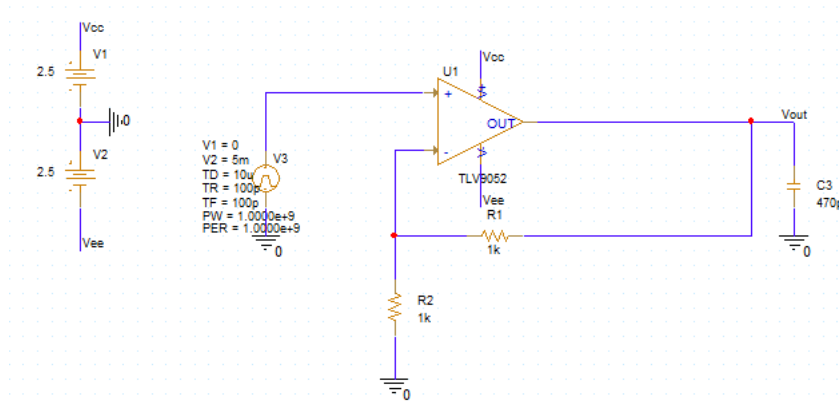 Vcc
V1
2.5
0
V2
2.5
Vee
V1 = 0
V2 = 5m
TD = 10u
TR = 100p
TF = 100p
PW = 1.0000e+9
PER = 1.0000e+9
V3
0
U1
Vcc
+
OUT
-
TLV9052
Vee
R1
1k
R2
1k
0
Vout
C3
470p
0